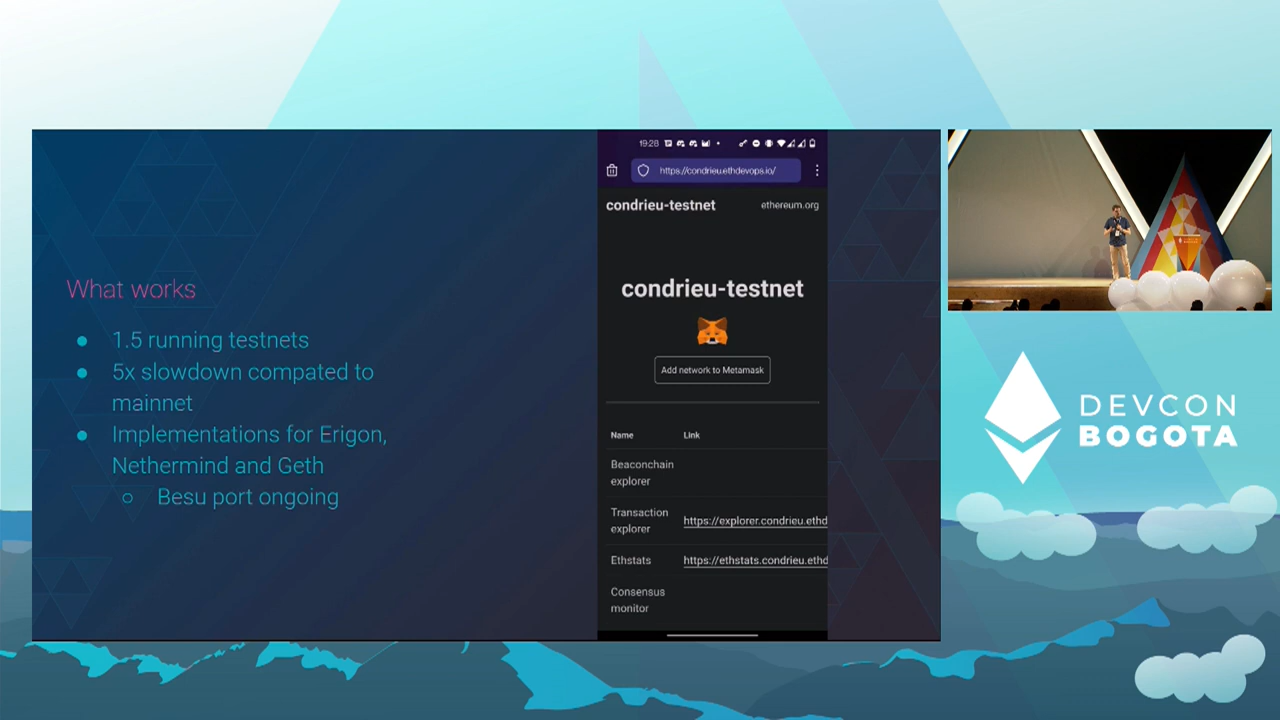 What works
1.5 running testnets
5x slowdown compated to
mainnet
Implementations for Erigon,
Nethermind and Geth
Besu port ongoing
19:28
https://condrieu.ethdevops.io/
condrieu-testnet
ethereum.org
condrieu-testnet
Add network to Metamask
Name
Link
Beaconchain
explorer
Transaction
explorer
https://explorer.condrieu.ethd
Ethstats
https://ethstats.condrieu.ethd
Consensus
monitor
DEVCON
BOGOTA